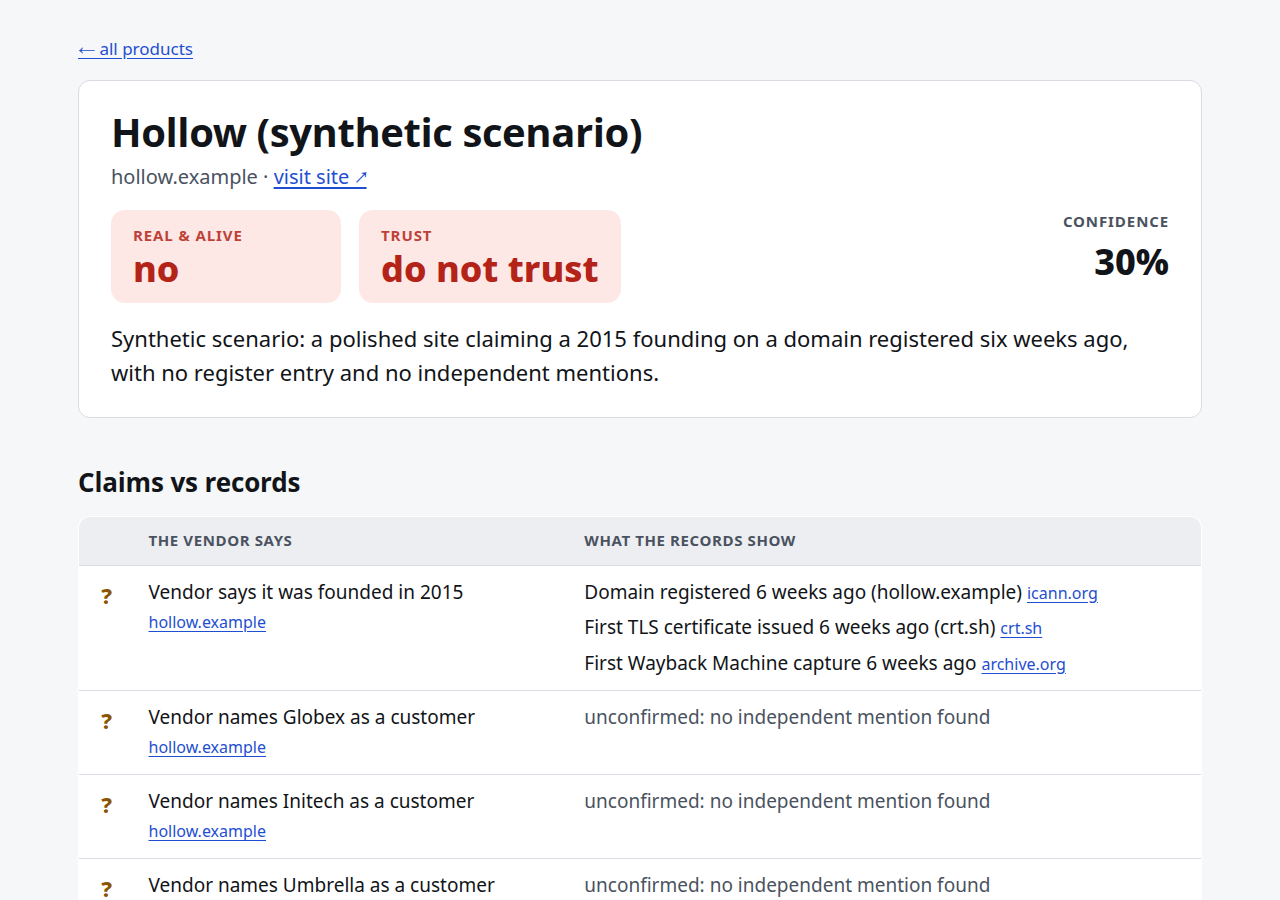 ← all products
Hollow (synthetic scenario)
hollow.example · visit site ↗
REAL & ALIVE
no
TRUST
do not trust
CONFIDENCE
30%
Synthetic scenario: a polished site claiming a 2015 founding on a domain registered six weeks ago,
with no register entry and no independent mentions.
Claims vs records
THE VENDOR SAYS
WHAT THE RECORDS SHOW
?
Vendor says it was founded in 2015
hollow.example
Domain registered 6 weeks ago (hollow.example) icann.org
First TLS certificate issued 6 weeks ago (crt.sh) crt.sh
First Wayback Machine capture 6 weeks ago archive.org
?
Vendor names Globex as a customer
hollow.example
unconfirmed: no independent mention found
?
Vendor names Initech as a customer
hollow.example
unconfirmed: no independent mention found
?
Vendor names Umbrella as a customer
unconfirmed: no independent mention found